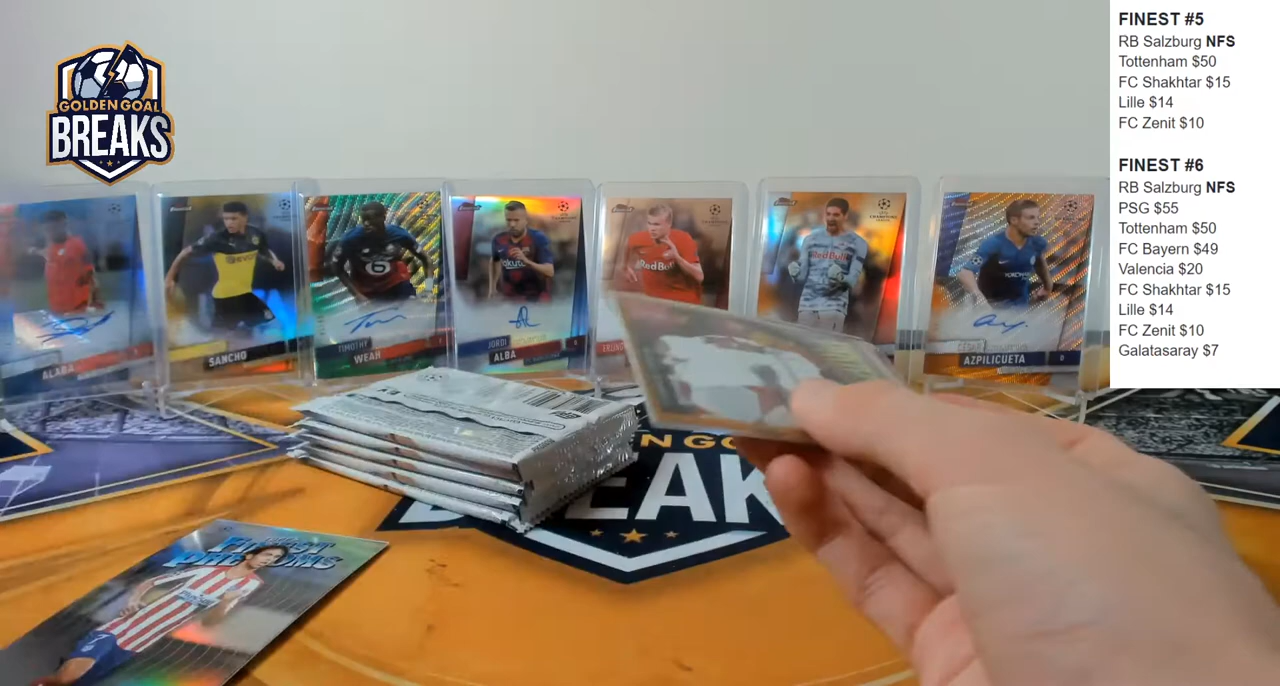 GOLDEN GOAL
BREAKS
FINEST #5
RB Salzburg NFS
Tottenham $50
FC Shakhtar $15
Lille $14
FC Zenit $10
FINEST #6
RB Salzburg NFS
PSG $55
Tottenham $50
FC Bayern $49
Valencia $20
FC Shakhtar $15
Lille $14
FC Zenit $10
Galatasaray $7
ALABA
SANCHO
TIMOTHY
WEAH
JORDI
ALBA
RedBull
AZPILICUETA
FINEST
PHENOMS